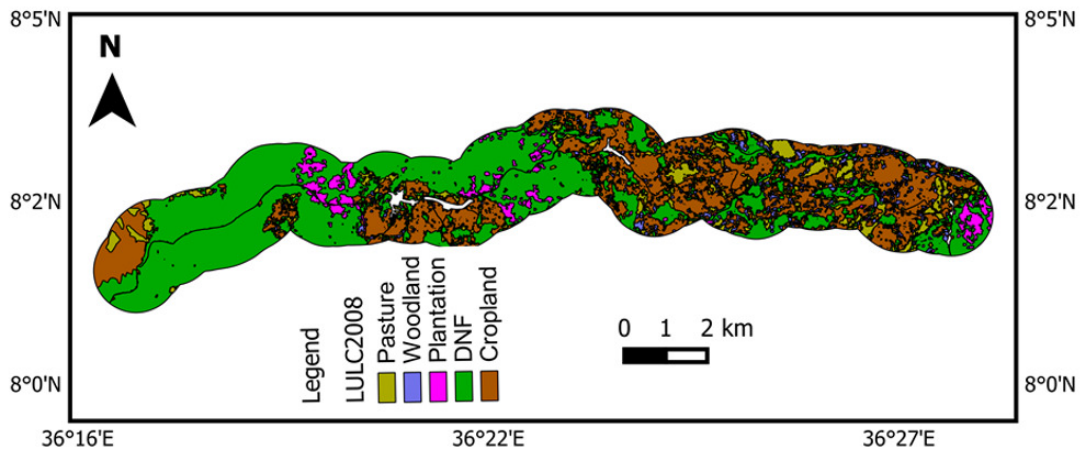 8°5'N
8°5'N
N
8°2'N
8°2'N
Legend
LULC2008
Pasture
Woodland
Plantation
DNF
Cropland
0 1 2 km
8°0'N
8°0'N
36°16'E
36°22'E
36°27'E